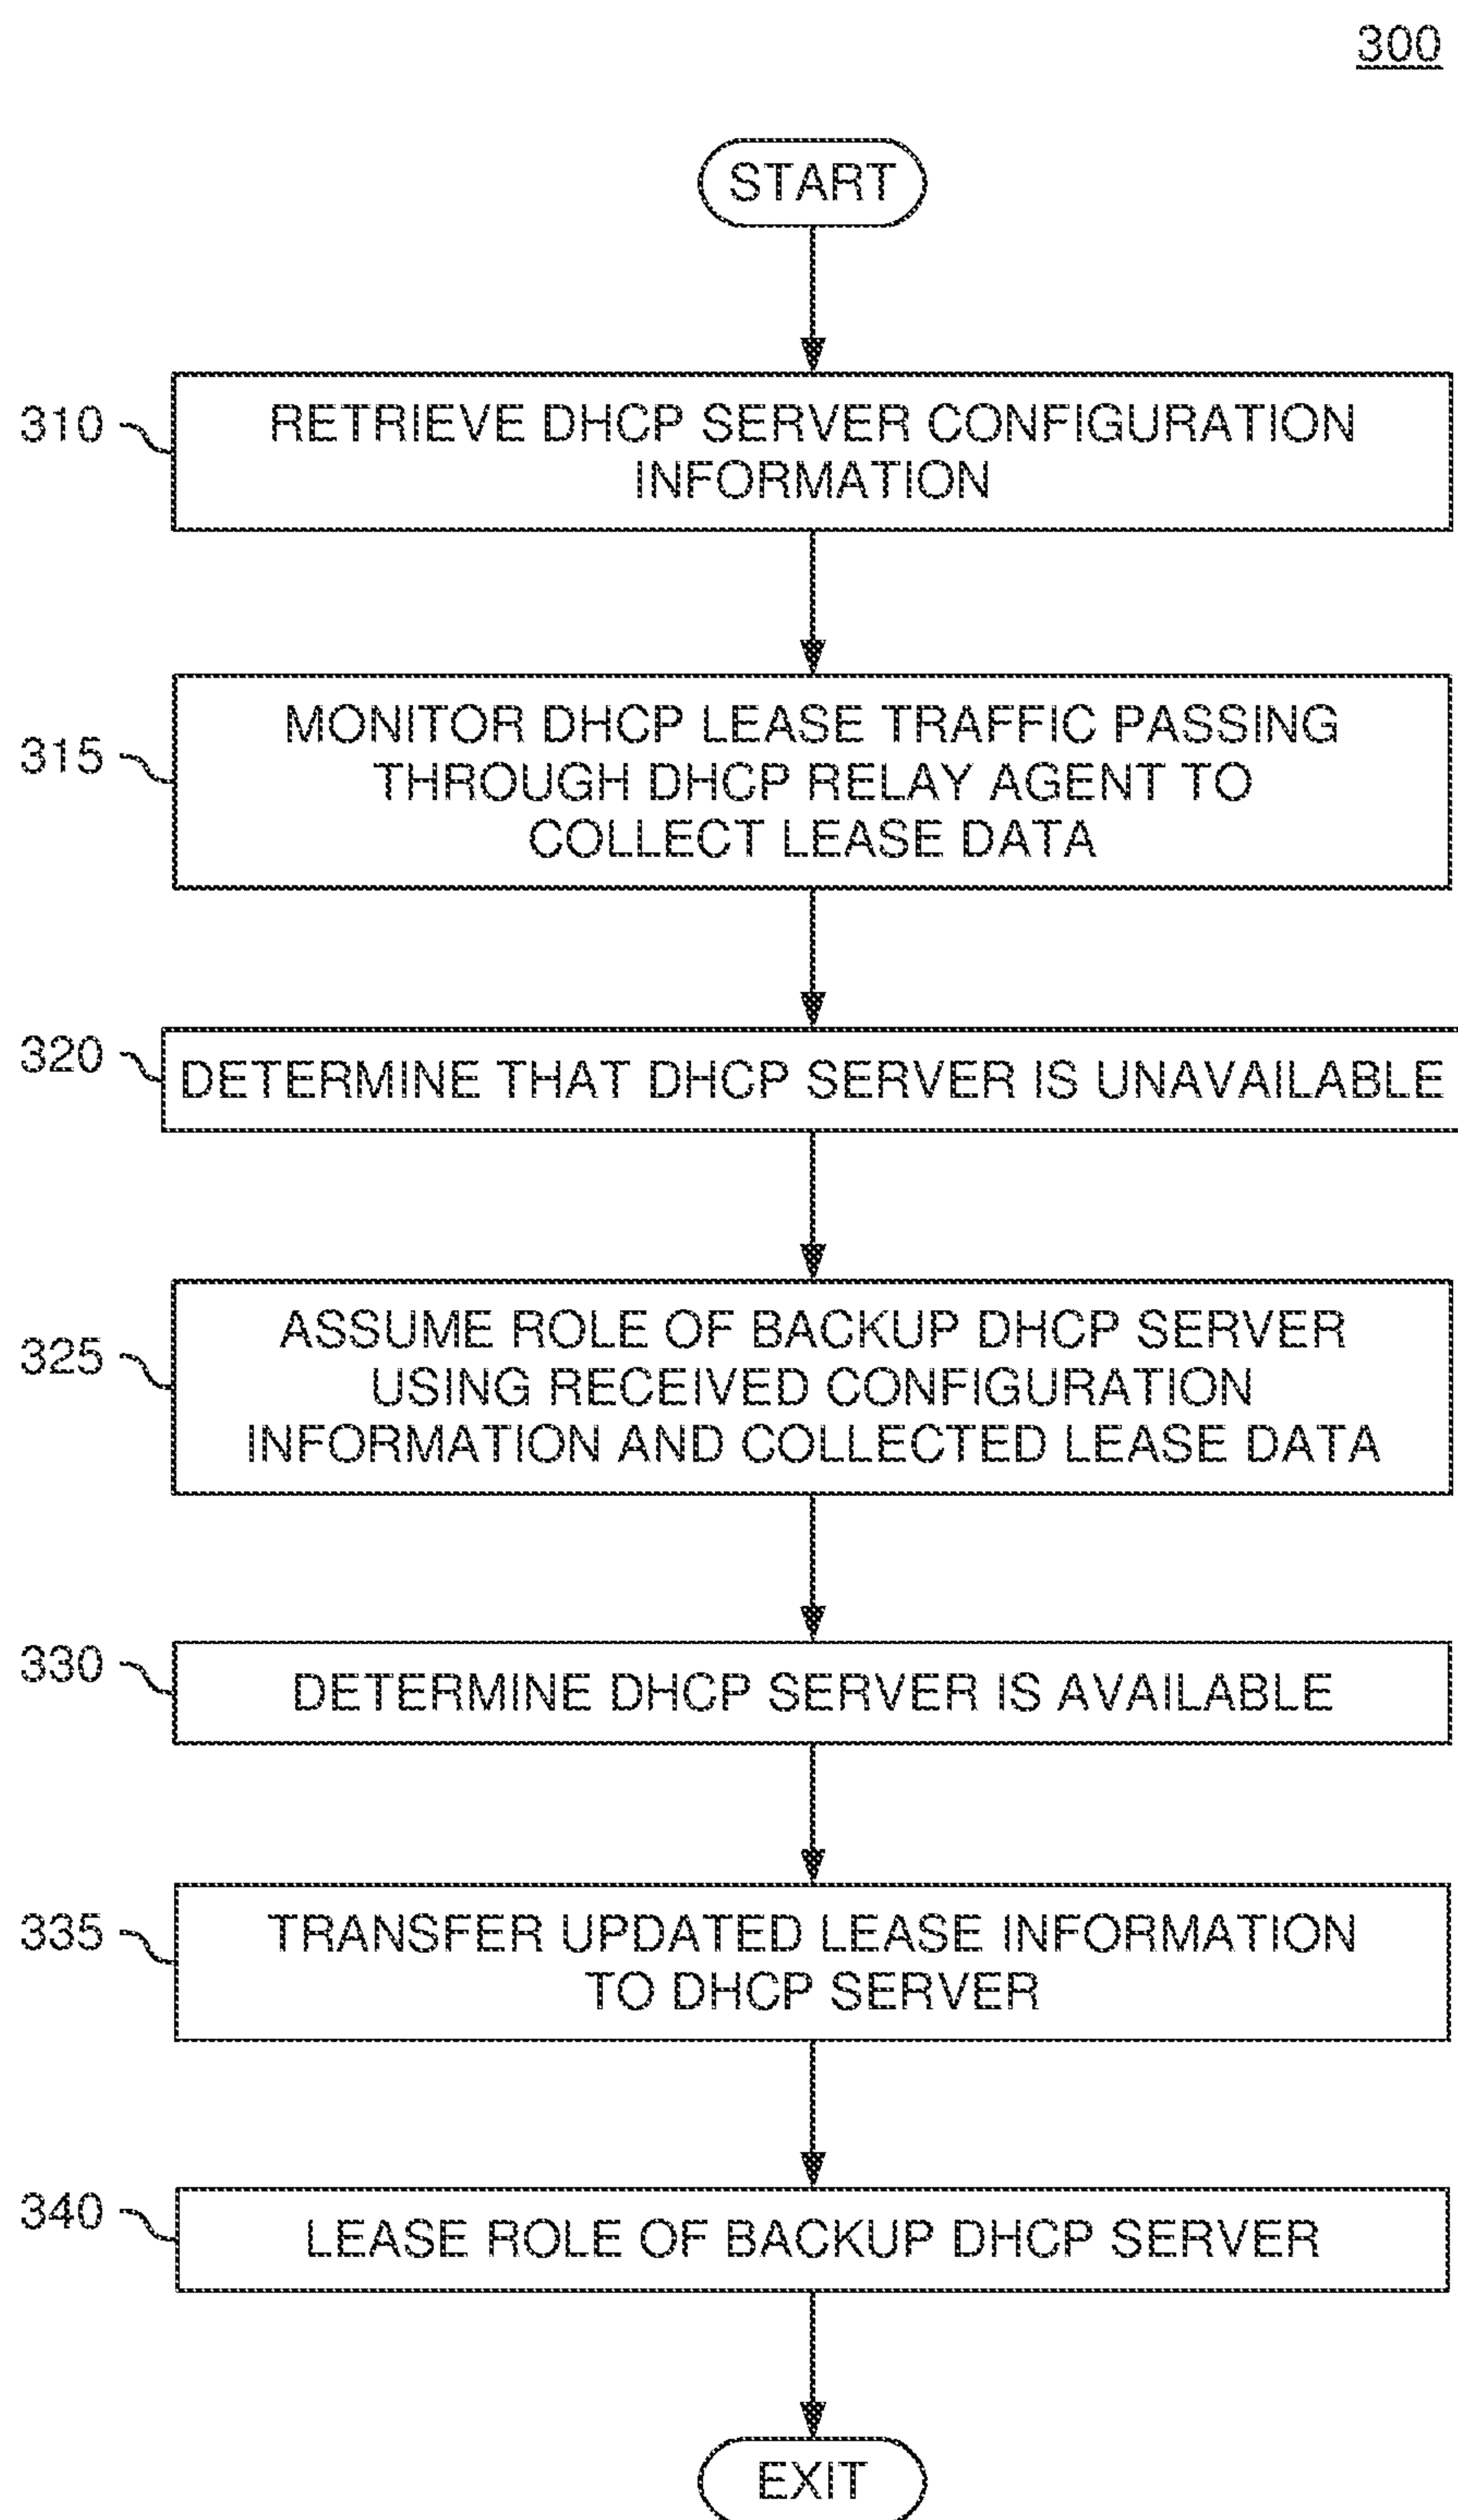 300
START
310
RETRIEVE DHCP SERVER CONFIGURATION
INFORMATION
315
MONITOR DHCP LEASE TRAFFIC PASSING
THROUGH DHCP RELAY AGENT TO
COLLECT LEASE DATA
320
DETERMINE THAT DHCP SERVER IS UNAVAILABLE
325
ASSUME ROLE OF BACKUP DHCP SERVER
USING RECEIVED CONFIGURATION
INFORMATION AND COLLECTED LEASE DATA
330
DETERMINE DHCP SERVER IS AVAILABLE
335
TRANSFER UPDATED LEASE INFORMATION
TO DHCP SERVER
340
LEASE ROLE OF BACKUP DHCP SERVER
EXIT